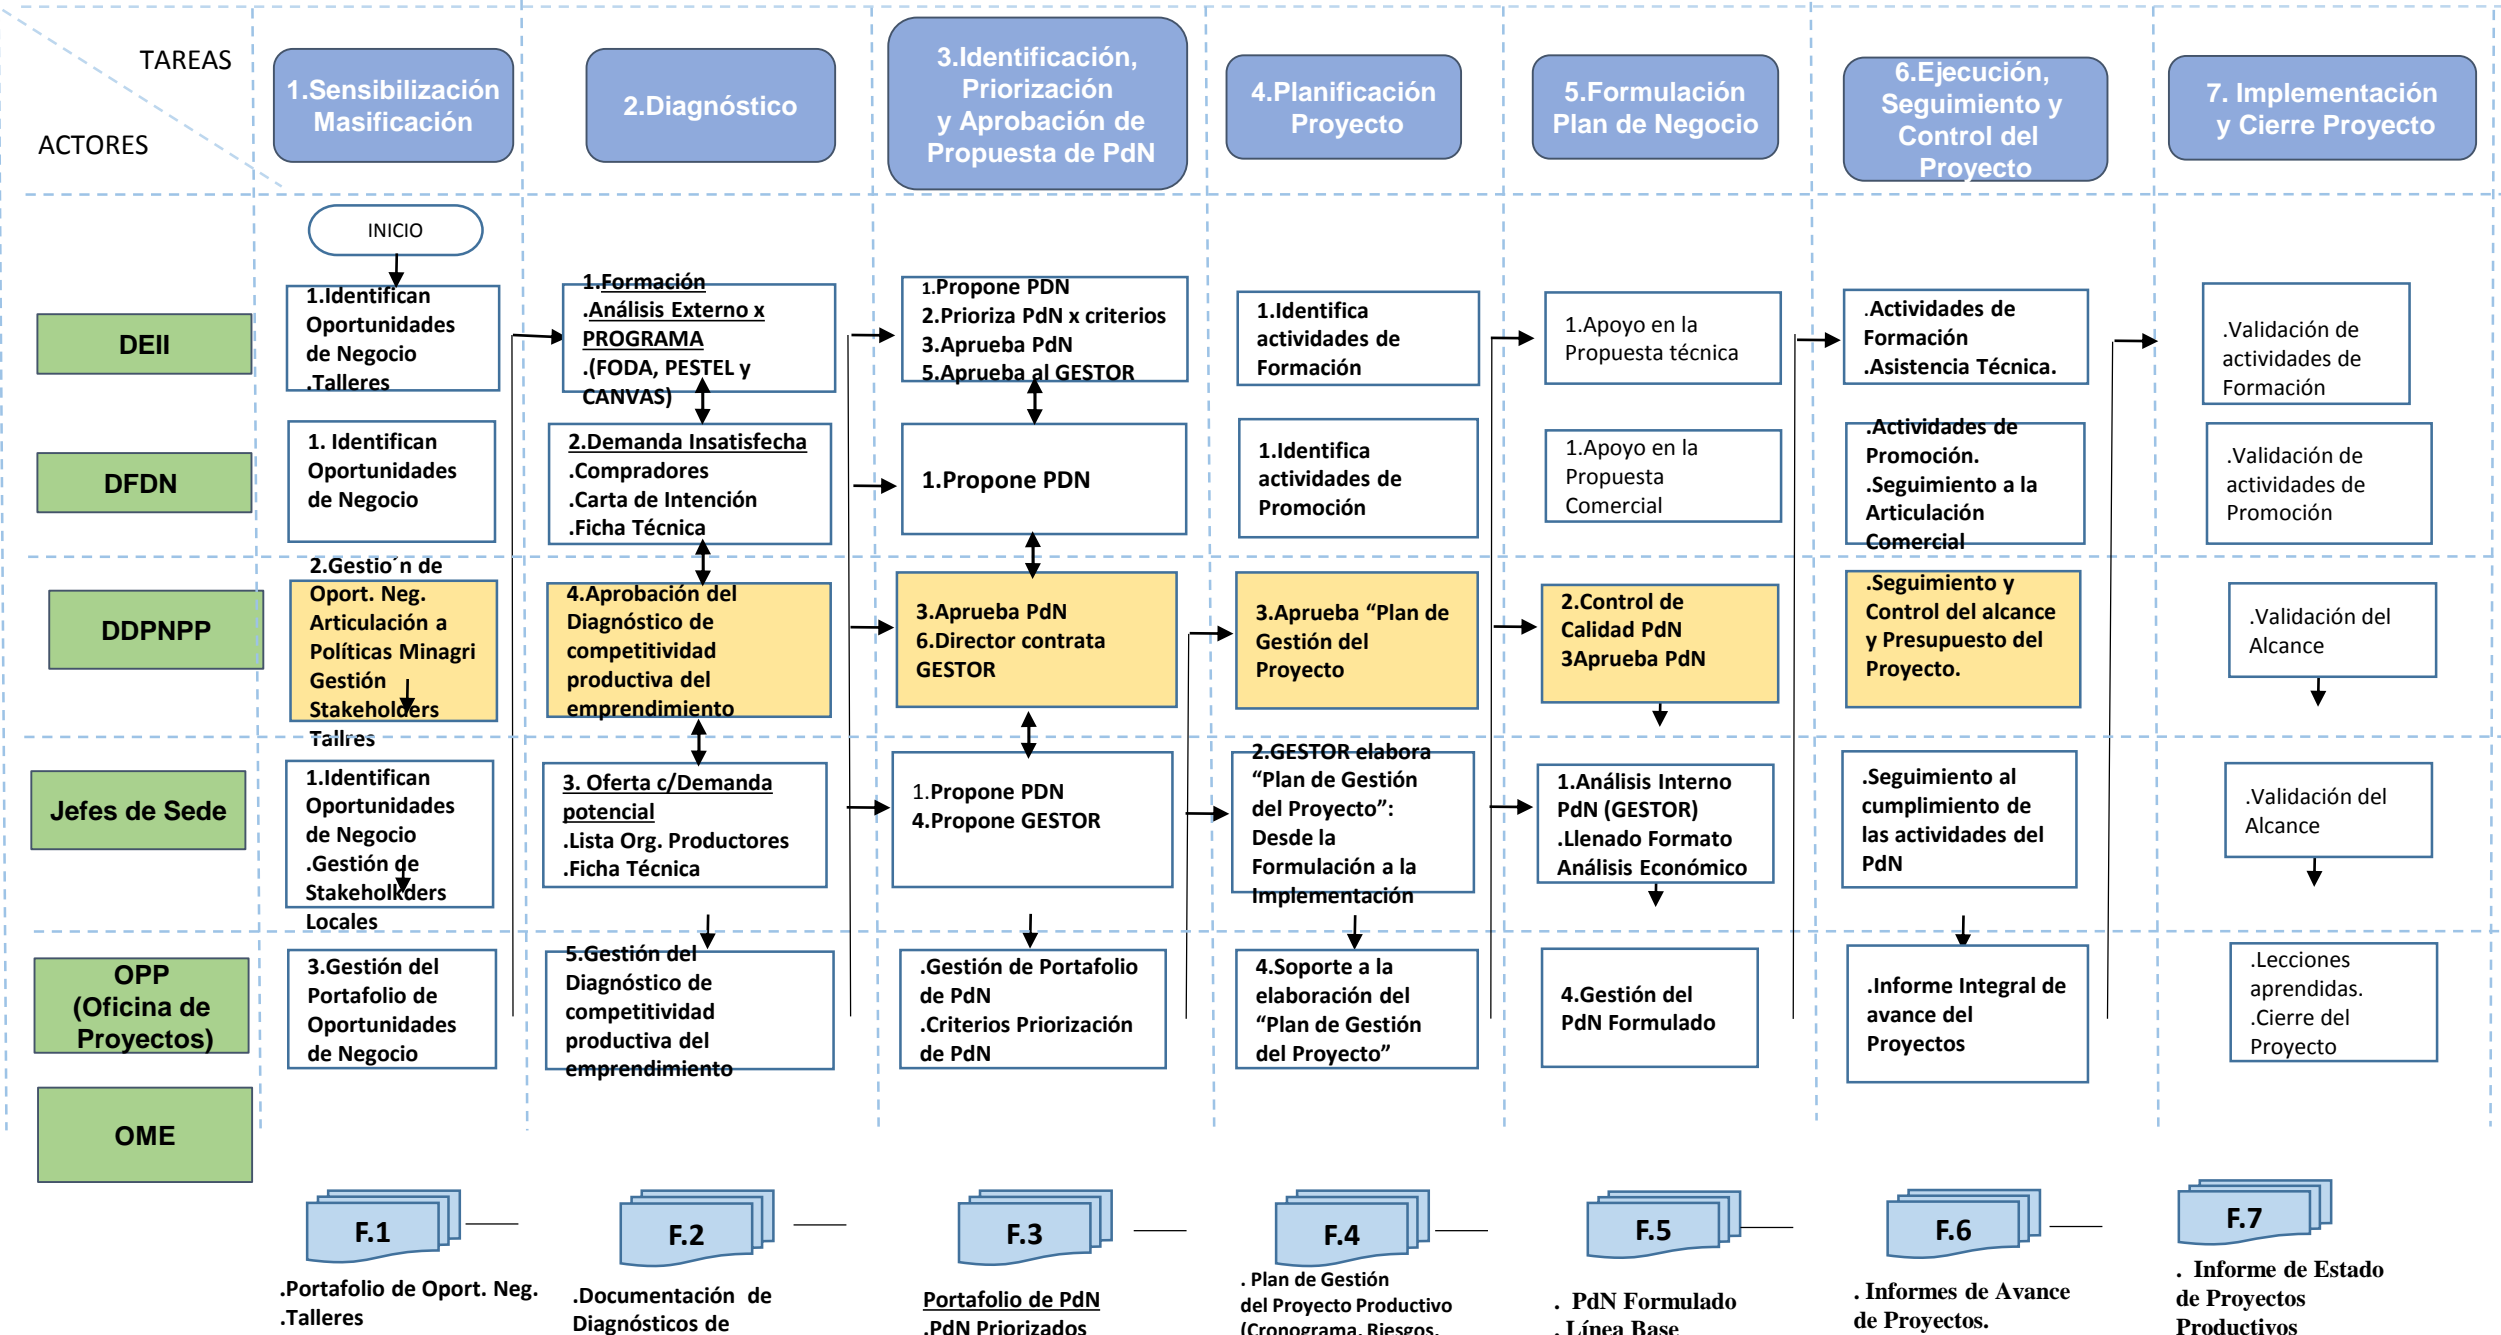 TAREAS
ACTORES
1.Sensibilización
Masificación
2.Diagnóstico
3.Identificación,
Priorización
y Aprobación de
Propuesta de PdN
4.Planificación
Proyecto
5.Formulación
Plan de Negocio
6.Ejecución,
Seguimiento y
Control del
Proyecto
7. Implementación
y Cierre Proyecto
INICIO
DEII
1.Identifican
Oportunidades
de Negocio
.Talleres
1.Formación
.Análisis Externo x
PROGRAMA
.(FODA, PESTEL y
CANVAS)
1.Propone PDN
2.Prioriza PdN x criterios
3.Aprueba PdN
5.Aprueba al GESTOR
1.Identifica
actividades de
Formación
1.Apoyo en la
Propuesta técnica
.Actividades de
Formación
.Asistencia Técnica.
.Validación de
actividades de
Formación
DFDN
1. Identifican
Oportunidades
de Negocio
2.Demanda Insatisfecha
.Compradores
.Carta de Intención
.Ficha Técnica
1.Propone PDN
1.Identifica
actividades de
Promoción
1.Apoyo en la
Propuesta
Comercial
.Actividades de
Promoción.
.Seguimiento a la
Articulación
Comercial
.Validación de
actividades de
Promoción
DDPNPP
2.Gestio´n de
Oport. Neg.
Articulación a
Políticas Minagri
Gestión
Stakeholders
Tallres
4.Aprobación del
Diagnóstico de
competitividad
productiva del
emprendimiento
3.Aprueba PdN
6.Director contrata
GESTOR
3.Aprueba “Plan de
Gestión del
Proyecto
2.Control de
Calidad PdN
3Aprueba PdN
.Seguimiento y
Control del alcance
y Presupuesto del
Proyecto.
.Validación del
Alcance
Jefes de Sede
1.Identifican
Oportunidades
de Negocio
.Gestión de
Stakeholkders
Locales
3. Oferta c/Demanda
potencial
.Lista Org. Productores
.Ficha Técnica
1.Propone PDN
4.Propone GESTOR
2.GESTOR elabora
“Plan de Gestión
del Proyecto”:
Desde la
Formulación a la
Implementación
1.Análisis Interno
PdN (GESTOR)
.Llenado Formato
Análisis Económico
.Seguimiento al
cumplimiento de
las actividades del
PdN
.Validación del
Alcance
OPP
(Oficina de
Proyectos)
3.Gestión del
Portafolio de
Oportunidades
de Negocio
5.Gestión del
Diagnóstico de
competitividad
productiva del
emprendimiento
.Gestión de Portafolio
de PdN
.Criterios Priorización
de PdN
4.Soporte a la
elaboración del
“Plan de Gestión
del Proyecto”
4.Gestión del
PdN Formulado
.Informe Integral de
avance del
Proyectos
.Lecciones
aprendidas.
.Cierre del
Proyecto
OME
F.1
F.2
F.3
F.4
F.5
F.6
F.7
.Portafolio de Oport. Neg.
.Talleres
.Documentación de
Diagnósticos de
Portafolio de PdN
.PdN Priorizados
. Plan de Gestión
del Proyecto Productivo
(Cronograma, Riesgos,
. PdN Formulado
. Línea Base
. Informes de Avance
de Proyectos.
. Informe de Estado
de Proyectos
Productivos